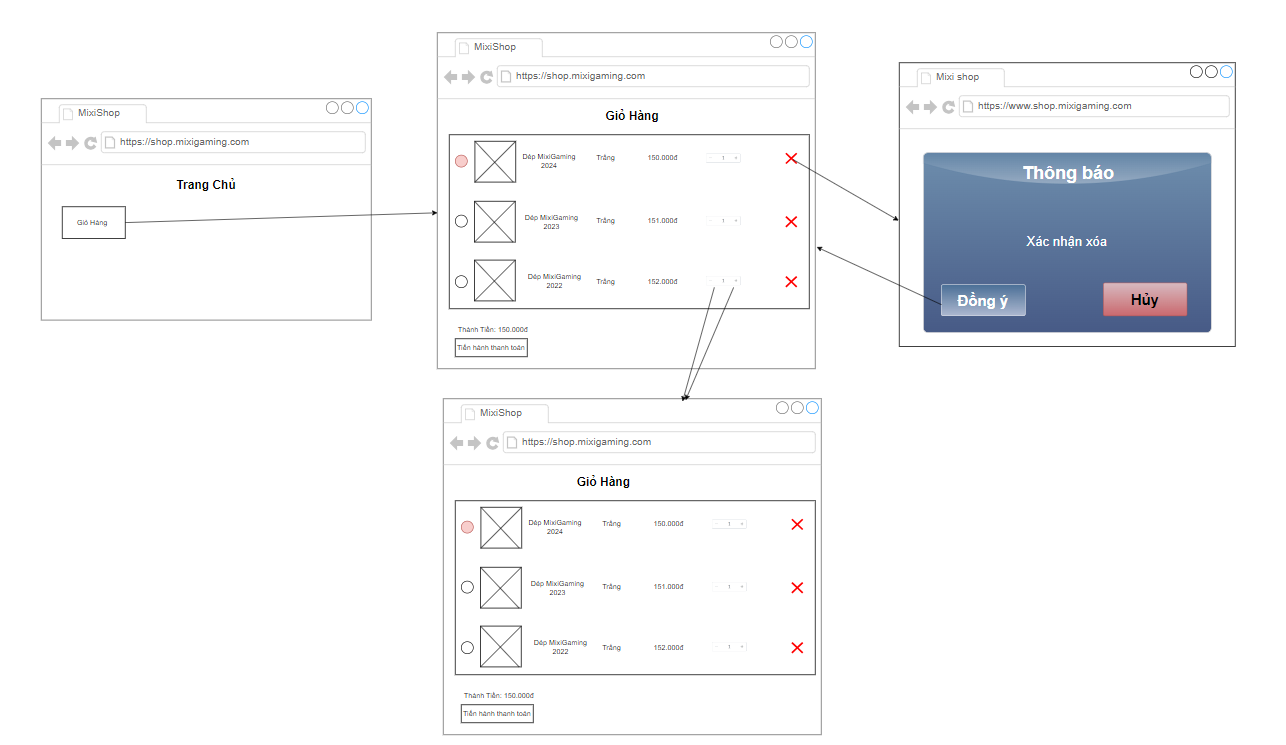 MixiShop
https://shop.mixigaming.com
Trang Chủ
Giỏ Hàng
MixiShop
https://shop.mixigaming.com
Giỏ Hàng
Dép MixiGaming
2024
Trắng
150.000đ
- 1 +
Dép MixiGaming
2023
Trắng
151.000đ
- 1 +
Dép MixiGaming
2022
Trắng
152.000đ
- 1 +
Thành Tiền: 150.000đ
Tiến hành thanh toán
Mixi shop
https://www.shop.mixigaming.com
Thông báo
Xác nhận xóa
Đồng ý
Hủy
MixiShop
https://shop.mixigaming.com
Giỏ Hàng
Dép MixiGaming
2024
Trắng
150.000đ
- 1 +
Dép MixiGaming
2023
Trắng
151.000đ
- 1 +
Dép MixiGaming
2022
Trắng
152.000đ
- 1 +
Thành Tiền: 150.000đ
Tiến hành thanh toán